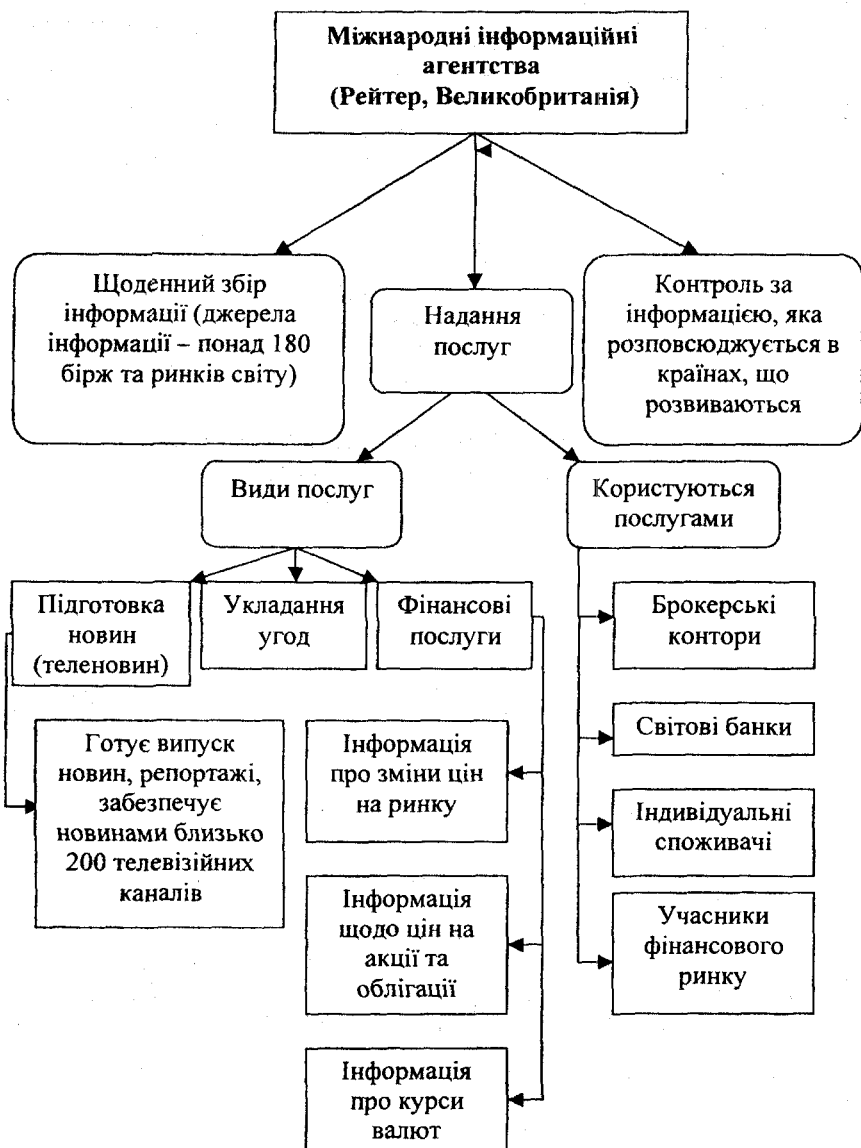 Міжнародні інформаційні
агентства
(Рейтер, Великобританія)
Щоденний збір
інформації (джерела
інформації – понад 180
бірж та ринків світу)
Надання
послуг
Контроль за
інформацією, яка
розповсюджується в
країнах, що
розвиваються
Види послуг
Користуються
послугами
Підготовка
новин
(теленовин)
Укладання
угод
Фінансові
послуги
Брокерські
контори
Світові банки
Індивідуальні
споживачі
Учасники
фінансового
ринку
Готує випуск
новин, репортажі,
забезпечує
новинами близько
200 телевізійних
каналів
Інформація
про зміни цін
на ринку
Інформація
щодо цін на
акції та
облігації
Інформація
про курси
валют